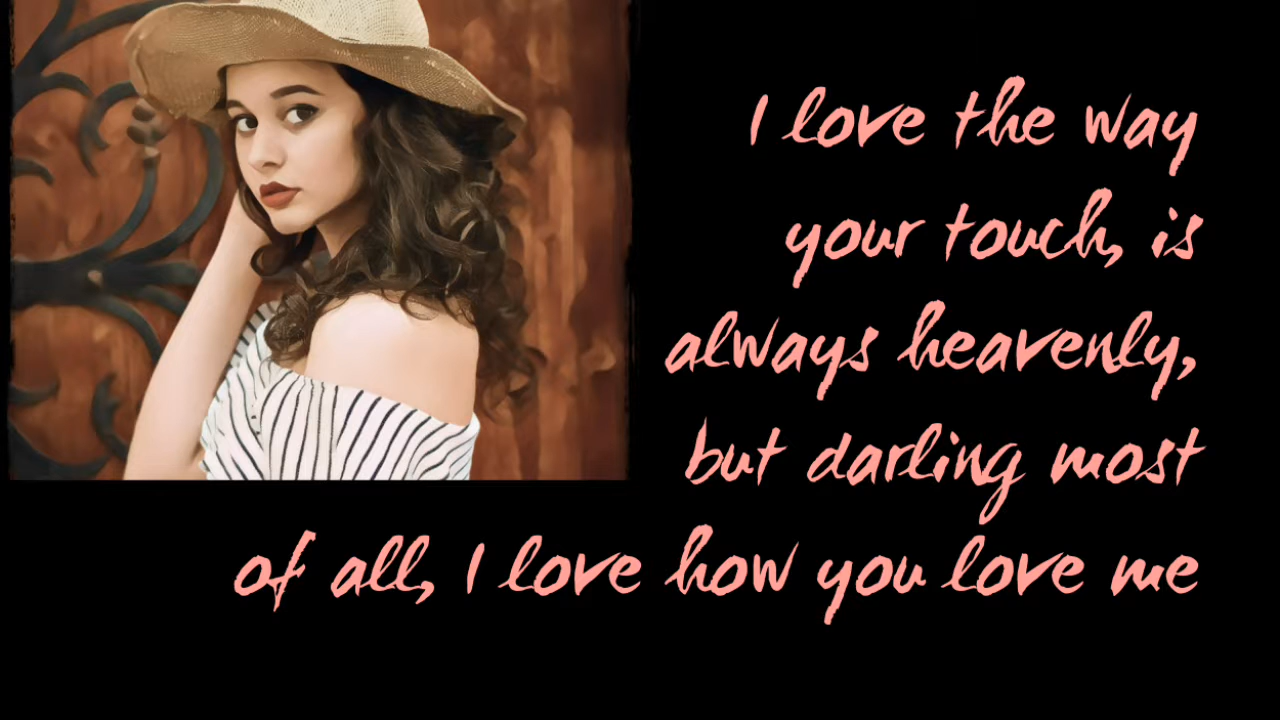 I love the way
your touch, is
always heavenly,
but darling most
of all, I love how you love me